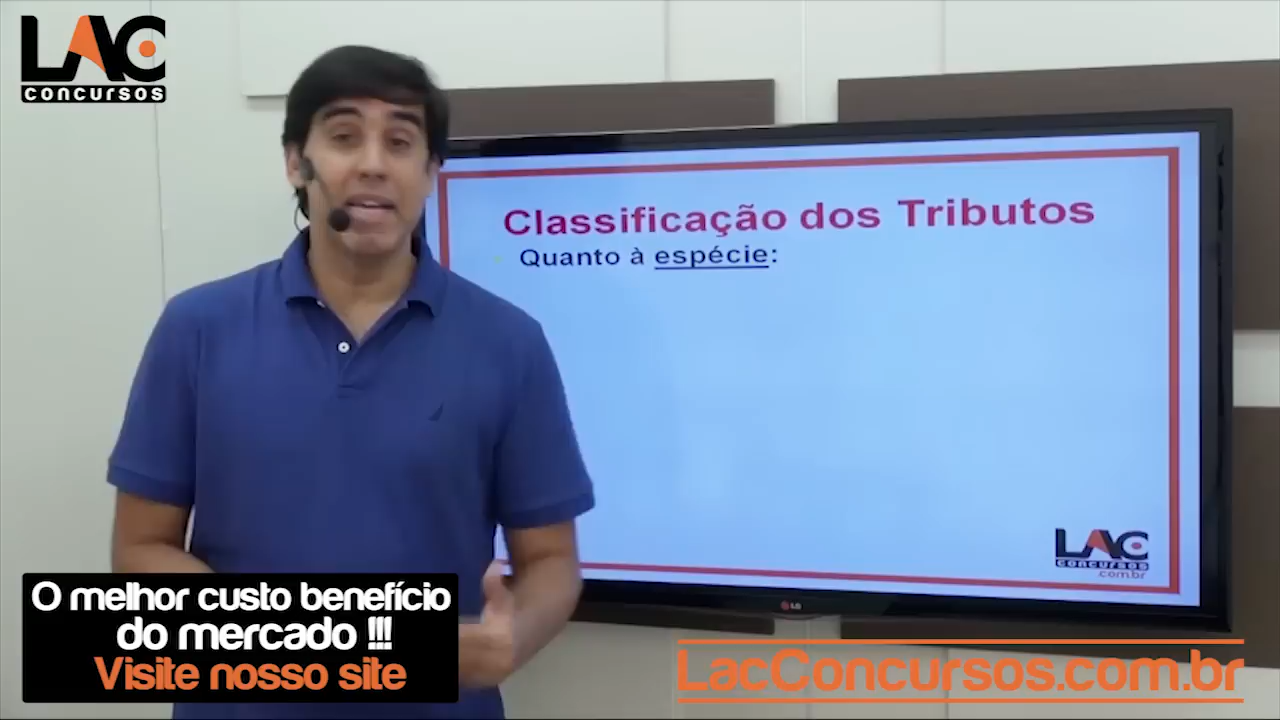 LAC
CONCURSOS
Classificação dos Tributos
Quanto à espécie:
LAC
CONCURSOS
com.br
LG
O melhor custo benefício
do mercado !!!
Visite nosso site
LacConcursos.com.br